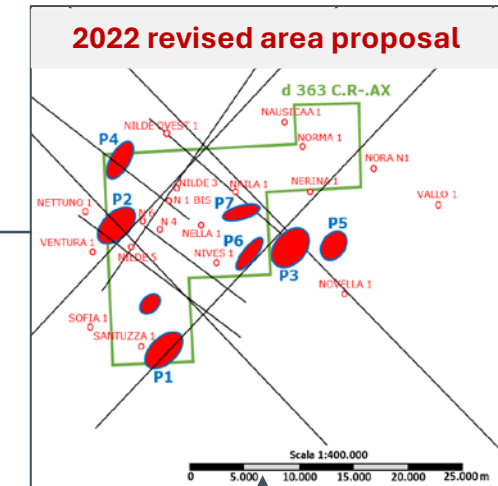 2022 revised area proposal
d 363 C.R-.AX
NAUSICAA 1
NILDE OVEST 1
NORMA 1
P4
NORA N1
NILDE 3
NAILA 1
NERINA 1
VALLO 1
NETTUNO 1
P2
N 1 BIS
P7
N 6
N 4
NELLA 1
P5
VENTURA 1
NILDE 5
NIVES 1
P6
P3
NOVELLA 1
SOFIA 1
SANTUZZA 1
P1
Scala 1:400.000
0 5.000 10.000 15.000 20.000 25.000 m